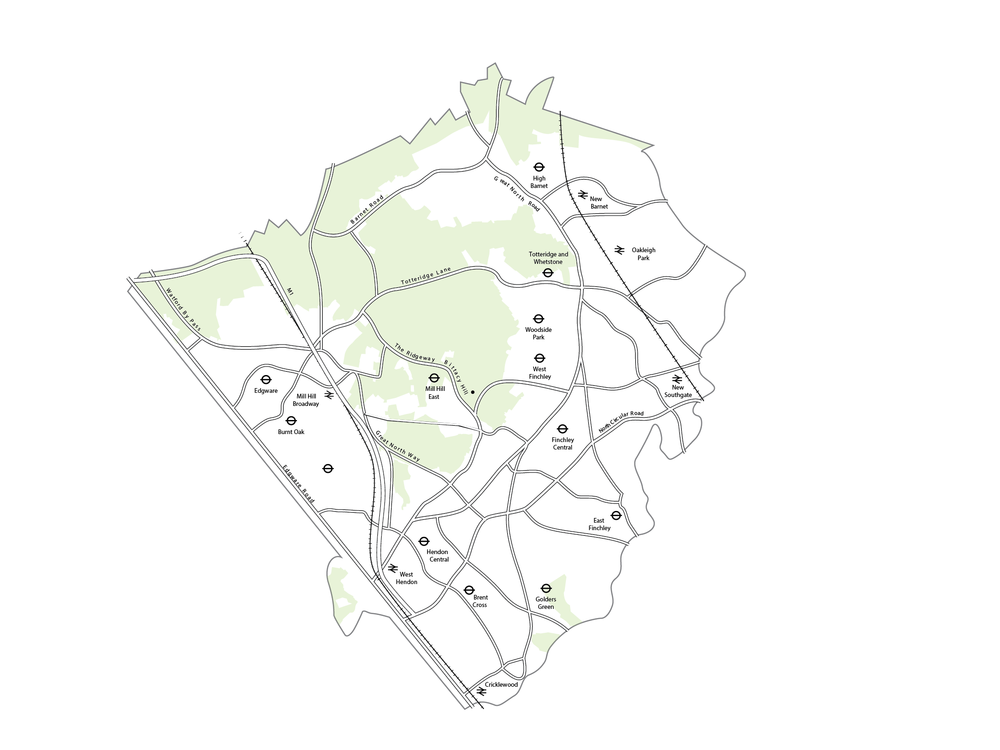 High
Barnet
Great North Road
New
Barnet
Barnet Road
Oakleigh
Park
Totteridge and
Whetstone
Totteridge Lane
M1
Watford By Pass
Woodside
Park
The Ridgeway
Bittacy Hill
West
Finchley
Edgware
Mill Hill
East
New
Southgate
Mill Hill
Broadway
North Circular Road
Burnt Oak
Great North Way
Finchley
Central
Edgware Road
East
Finchley
Hendon
Central
West
Hendon
Brent
Cross
Golders
Green
Cricklewood